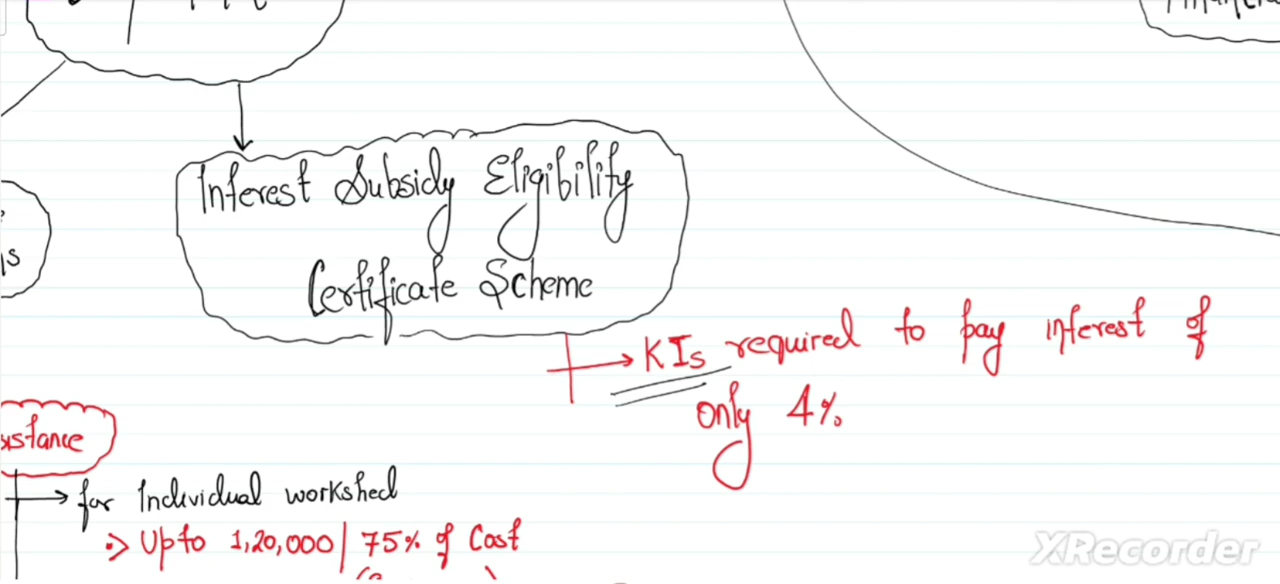 Interest Subsidy Eligibility
Certificate Scheme
KIs required to pay interest of
only 4%
for Individual workshed
:> Upto 1,20,000/ 75% of Cost
XRecorder